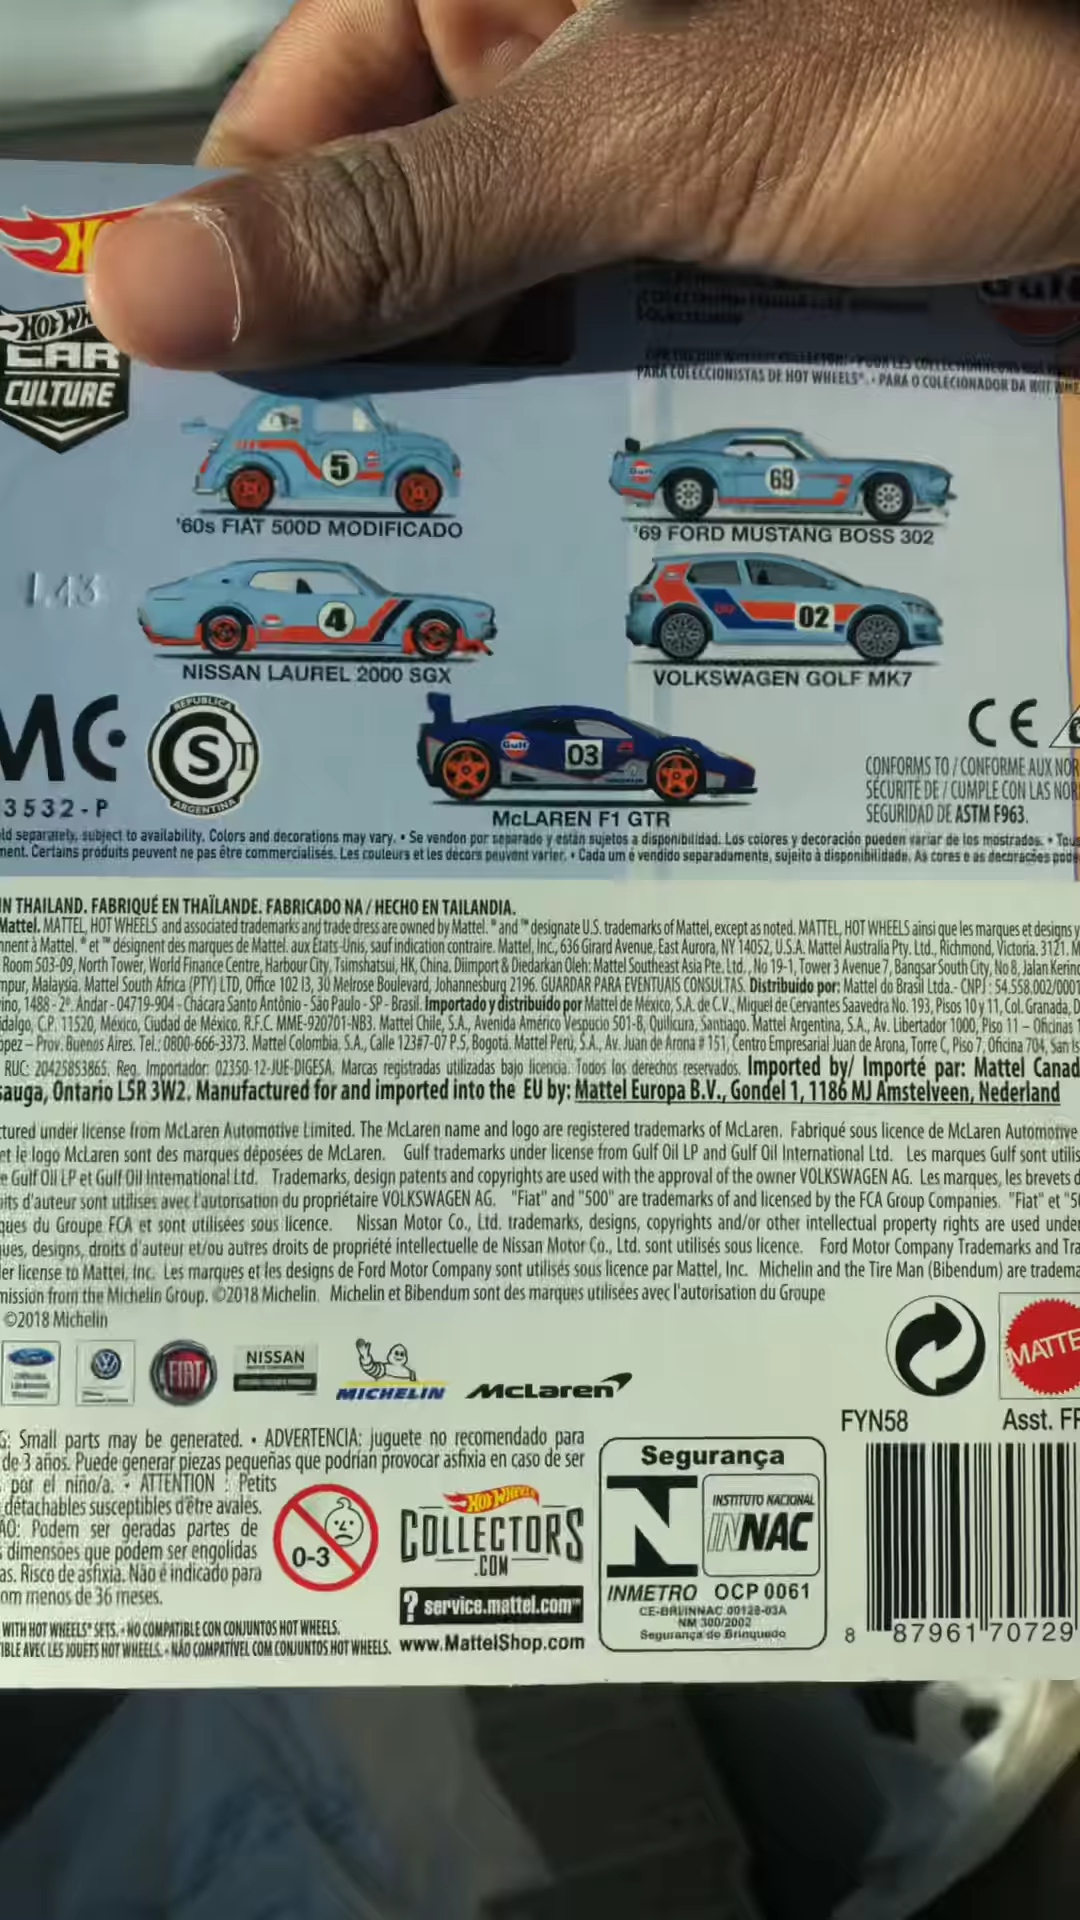 HOT WH
CAR
CULTURE
Gulf
PARA COLECCIONISTAS DE HOT WHEELS®. • PARA O COLECIONADOR DA HOT WHE
5
'60s FIAT 500D MODIFICADO
Gulf
69
'69 FORD MUSTANG BOSS 302
1.43
4
NISSAN LAUREL 2000 SGX
02
VOLKSWAGEN GOLF MK7
REPUBLICA
S
ARGENTINA
3532-P
Gulf
03
McLAREN F1 GTR
CE
CONFORMS TO / CONFORME AUX NOR
SÉCURITÉ DE / CUMPLE CON LAS NOR
SEGURIDAD DE ASTM F963.
ld separately, subject to availability. Colors and decorations may vary. • Se venden por separado y están sujetos a disponibilidad. Los colores y decoración pueden variar de los mostrados. • Tous
ment. Certains produits peuvent ne pas être commercialisés. Les couleurs et les décors peuvent varier. • Cada um é vendido separadamente, sujeito à disponibilidade. As cores e as decorações pode
IN THAILAND. FABRIQUÉ EN THAÏLANDE. FABRICADO NA / HECHO EN TAILANDIA.
Mattel. MATTEL, HOT WHEELS and associated trademarks and trade dress are owned by Mattel. ® and ™ designate U.S. trademarks of Mattel, except as noted. MATTEL, HOT WHEELS ainsi que les marques et designs y
nnent à Mattel. ® et ™ désignent des marques de Mattel. aux États-Unis, sauf indication contraire. Mattel, Inc., 636 Girard Avenue, East Aurora, NY 14052, U.S.A. Mattel Australia Pty. Ltd., Richmond, Victoria. 3121. M
Room 503-09, North Tower, World Finance Centre, Harbour City, Tsimshatsui, HK, China. Diimport & Diedarkan Oleh: Mattel Southeast Asia Pte. Ltd., No 19-1, Tower 3 Avenue 7, Bangsar South City, No 8, Jalan Kerinc
mpur, Malaysia. Mattel South Africa (PTY) LTD, Office 102 I3, 30 Melrose Boulevard, Johannesburg 2196. GUARDAR PARA EVENTUAIS CONSULTAS. Distribuido por: Mattel do Brasil Ltda.- CNPJ: 54.558.002/0001
ino, 1488 - 2º. Andar - 04719-904 - Chácara Santo Antônio - São Paulo - SP - Brasil. Importado y distribuido por Mattel de México, S.A. de C.V., Miguel de Cervantes Saavedra No. 193, Pisos 10 y 11, Col. Granada, D
idalgo, C.P. 11520, México, Ciudad de México. R.F.C. MME-920701-NB3. Mattel Chile, S.A., Avenida Américo Vespucio 501-B, Quilicura, Santiago. Mattel Argentina, S.A., Av. Libertador 1000, Piso 11 – Oficinas 1
ópez – Prov. Buenos Aires. Tel.: 0800-666-3373. Mattel Colombia, S.A., Calle 123#7-07 P.5, Bogotá. Mattel Perú, S.A., Av. Juan de Arona # 151, Centro Empresarial Juan de Arona, Torre C, Piso 7, Oficina 704, San Is
RUC: 20425853865. Reg. Importador: 02350-12-JUE-DIGESA. Marcas registradas utilizadas bajo licencia. Todos los derechos reservados. Imported by/ Importé par: Mattel Canad
sauga, Ontario L5R 3W2. Manufactured for and imported into the EU by: Mattel Europa B.V., Gondel 1, 1186 MJ Amstelveen, Nederland
ctured under license from McLaren Automotive Limited. The McLaren name and logo are registered trademarks of McLaren. Fabriqué sous licence de McLaren Automotive
et le logo McLaren sont des marques déposées de McLaren. Gulf trademarks under license from Gulf Oil LP and Gulf Oil International Ltd. Les marques Gulf sont utilis
e Gulf Oil LP et Gulf Oil International Ltd. Trademarks, design patents and copyrights are used with the approval of the owner VOLKSWAGEN AG. Les marques, les brevets d
its d'auteur sont utilisés avec l'autorisation du propriétaire VOLKSWAGEN AG. "Fiat" and "500" are trademarks of and licensed by the FCA Group Companies. "Fiat" et "50
ques du Groupe FCA et sont utilisées sous licence. Nissan Motor Co., Ltd. trademarks, designs, copyrights and/or other intellectual property rights are used under
ues, designs, droits d'auteur et/ou autres droits de propriété intellectuelle de Nissan Motor Co., Ltd. sont utilisés sous licence. Ford Motor Company Trademarks and Tra
er license to Mattel, Inc. Les marques et les designs de Ford Motor Company sont utilisés sous licence par Mattel, Inc. Michelin and the Tire Man (Bibendum) are tradema
mission from the Michelin Group. ©2018 Michelin. Michelin et Bibendum sont des marques utilisées avec l'autorisation du Groupe
©2018 Michelin
Ford
FIAT
NISSAN
MICHELIN
McLaren
MATTE
FYN58
Asst. FP
G: Small parts may be generated. • ADVERTENCIA: juguete no recomendado para
de 3 años. Puede generar piezas pequeñas que podrían provocar asfixia en caso de ser
por el niño/a. • ATTENTION : Petits
détachables susceptibles d'être avalés.
ÃO: Podem ser geradas partes de
dimensões que podem ser engolidas
as. Risco de asfixia. Não é indicado para
om menos de 36 meses.
0-3
HOT WHEELS
COLLECTORS
.COM
? service.mattel.com™
www.MattelShop.com
WITH HOT WHEELS® SETS. • NO COMPATIBLE CON CONJUNTOS HOT WHEELS.
IBLE AVEC LES JOUETS HOT WHEELS. • NÃO COMPATÍVEL COM CONJUNTOS HOT WHEELS.
Segurança
INSTITUTO NACIONAL
INNAC
INMETRO OCP 0061
CE-BRI/INNAC 00128-03A
NM 300/2002
Segurança do Brinquedo
8 87961 70729